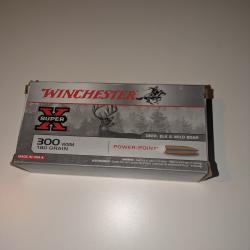 WINCHESTER
SUPER
X
DEER, ELK & WILD BOAR
300 WSM
180 GRAIN
POWER-POINT
MADE IN USA